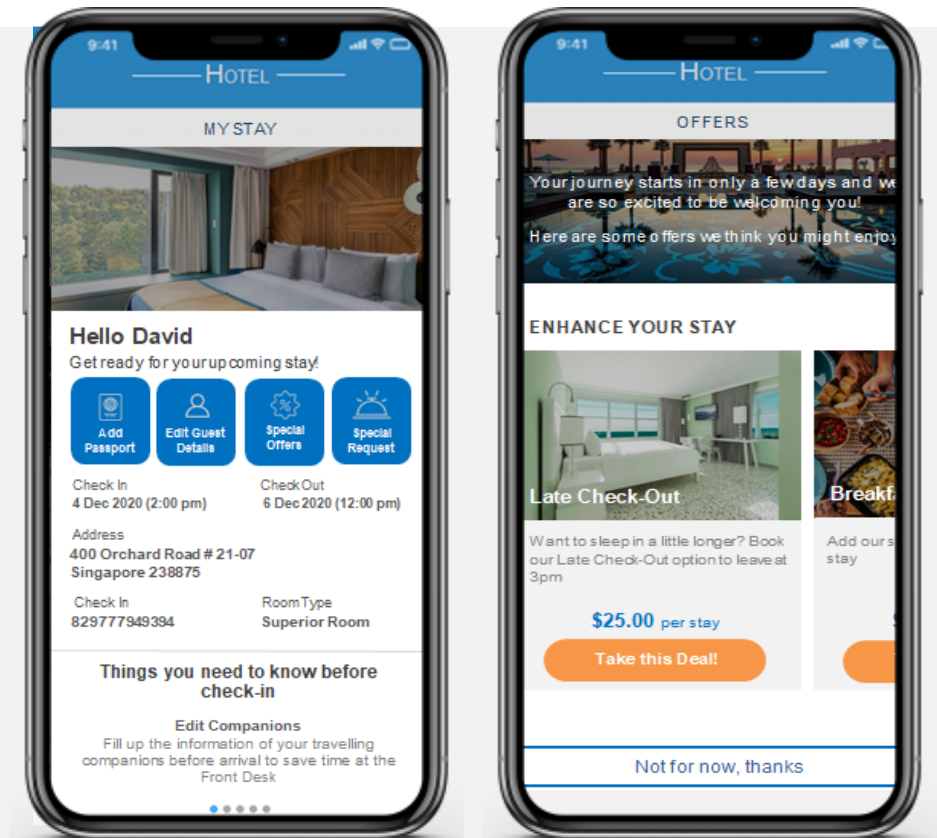 9:41
HOTEL
MY STAY
Hello David
Get ready for your upcoming stay!
Add
Passport
Edit Guest
Details
Special
Offers
Special
Request
Check In
4 Dec 2020 (2:00 pm)
Check Out
6 Dec 2020 (12:00 pm)
Address
400 Orchard Road # 21-07
Singapore 238875
Check In
829777949394
Room Type
Superior Room
Things you need to know before
check-in
Edit Companions
Fill up the information of your travelling
companions before arrival to save time at the
Front Desk
9:41
HOTEL
OFFERS
Your journey starts in only a few days and we
are so excited to be welcoming you!
Here are some offers we think you might enjoy
ENHANCE YOUR STAY
Late Check-Out
Want to sleep in a little longer? Book
our Late Check-Out option to leave at
3pm
$25.00 per stay
Take this Deal!
Breakf
Add our s
stay
Not for now, thanks